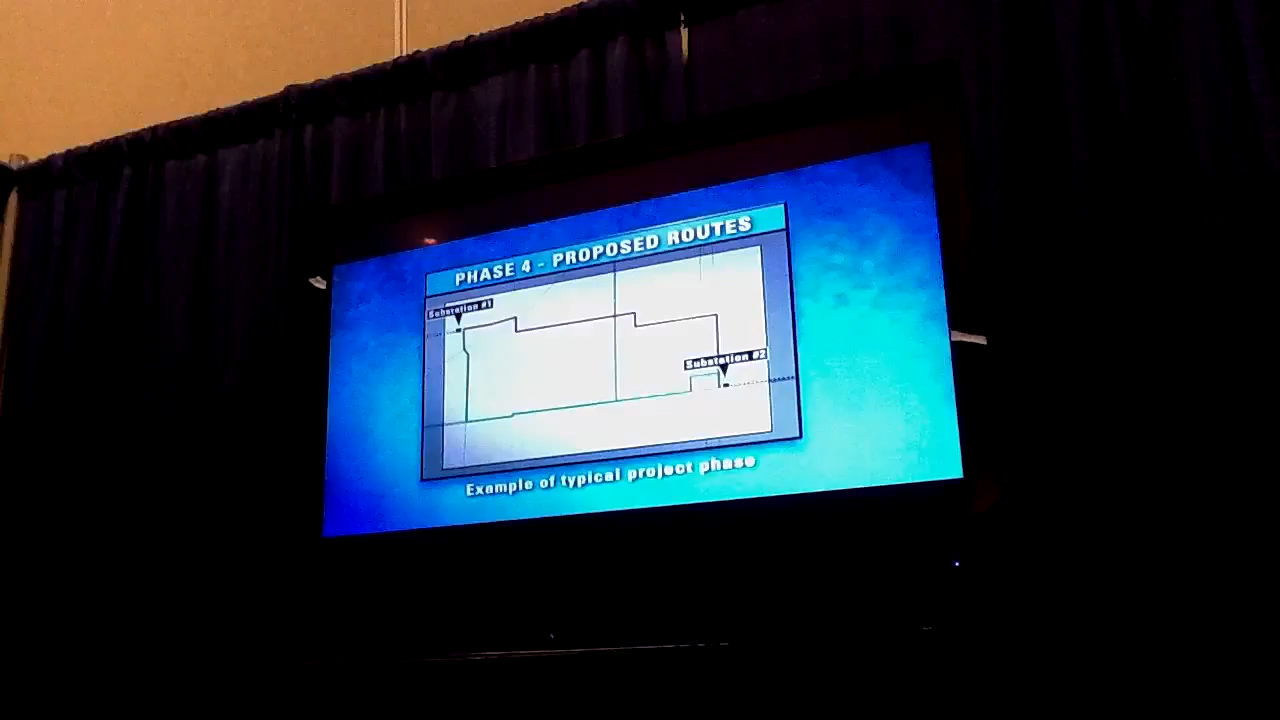 PHASE 4 - PROPOSED ROUTES
Substation #1
Substation #2
Example of typical project phase